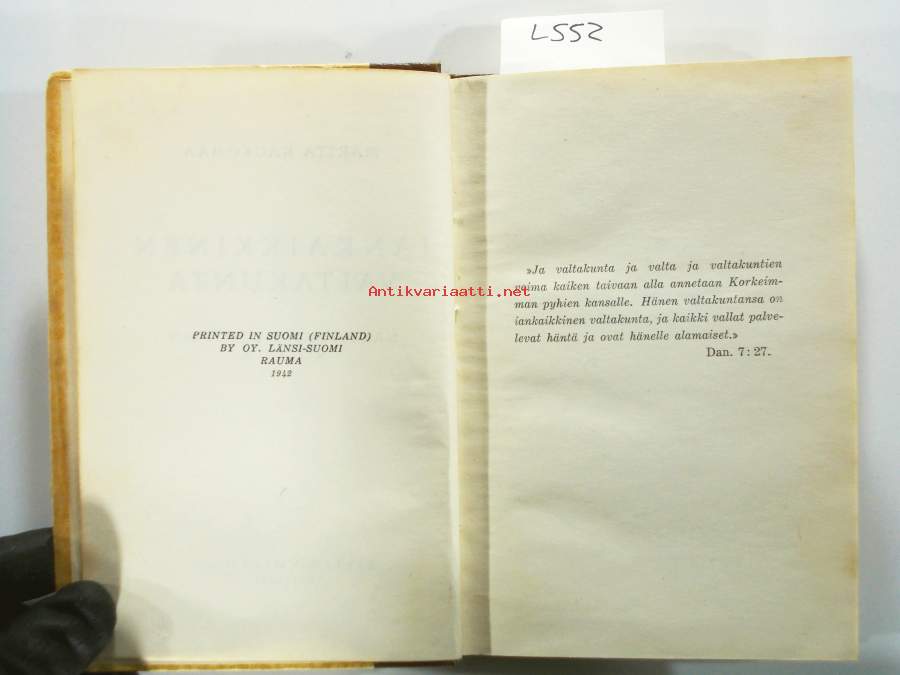 L552
PRINTED IN SUOMI (FINLAND)
BY OY. LÄNSI-SUOMI
RAUMA
1942
»Ja valtakunta ja valta ja valtakuntien
voima kaiken taivaan alla annetaan Korkeim-
man pyhien kansalle. Hänen valtakuntansa on
iankaikkinen valtakunta, ja kaikki vallat palve-
levat häntä ja ovat hänelle alamaiset.»
Dan. 7:27.
Antikvariaatti.net